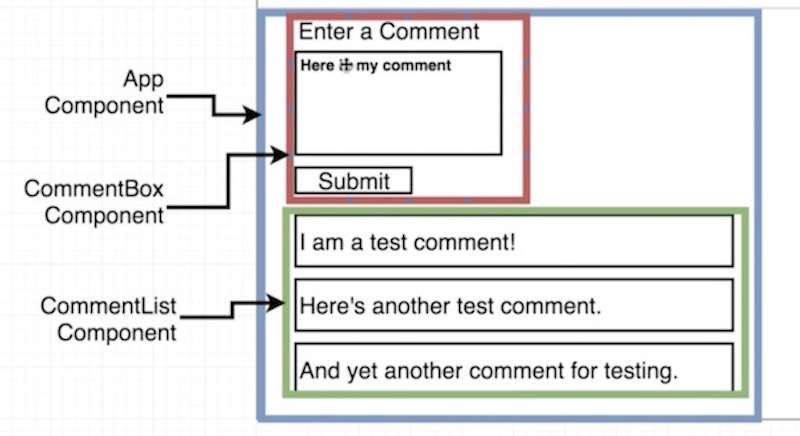 Enter a Comment
Here is my comment
Submit
App
Component
CommentBox
Component
CommentList
Component
I am a test comment!
Here's another test comment.
And yet another comment for testing.